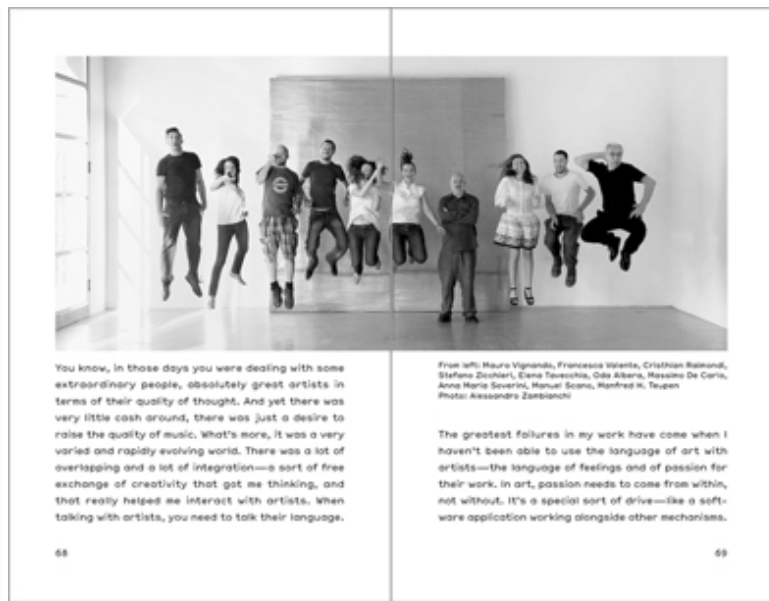 You know, in those days you were dealing with some
extraordinary people, absolutely great artists in
terms of their quality of thought. And yet there was
very little cash around, there was just a desire to
raise the quality of music. What's more, it was a very
varied and rapidly evolving world. There was a lot of
overlapping and a lot of integration—a sort of free
exchange of creativity that got me thinking, and
that really helped me interact with artists. When
talking with artists, you need to talk their language.
68
From left: Mauro Vignando, Francesca Valente, Cristhian Raimondi,
Stefano Zicchieri, Elena Tavecchia, Oda Albera, Massimo De Carlo,
Anna Maria Soverini, Manuel Scano, Manfred H. Teupen
Photo: Alessandro Zambianchi
The greatest failures in my work have come when I
haven't been able to use the language of art with
artists—the language of feelings and of passion for
their work. In art, passion needs to come from within,
not without. It's a special sort of drive—like a soft-
ware application working alongside other mechanisms.
69